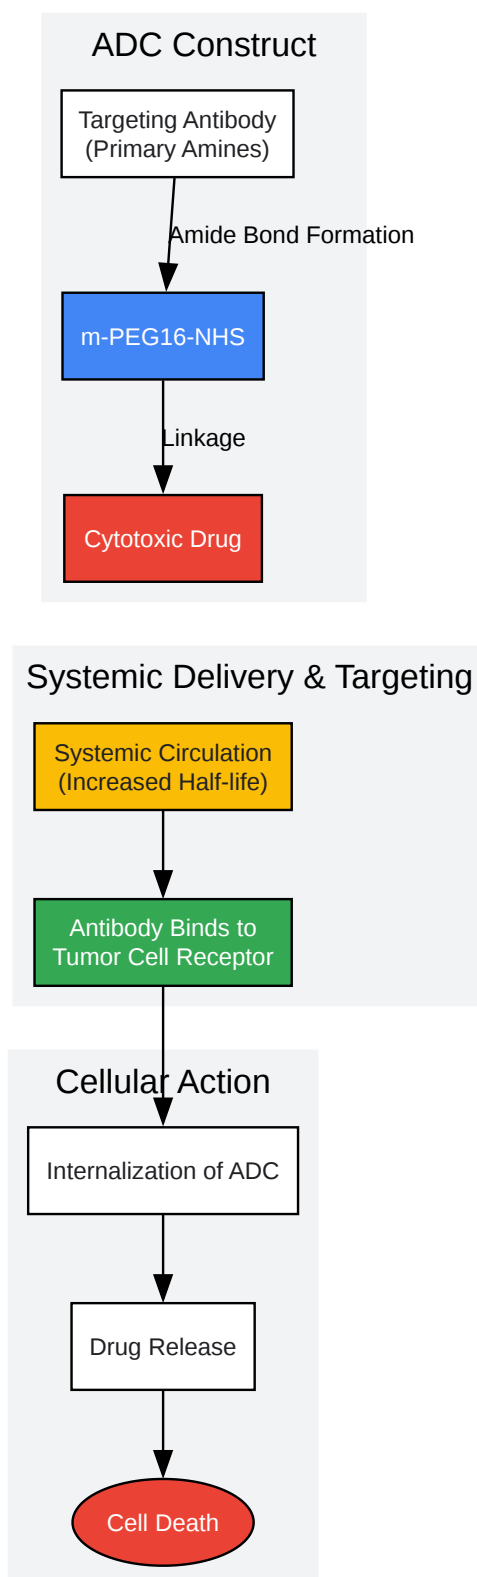 ADC Construct
Targeting Antibody
(Primary Amines)
Amide Bond Formation
m-PEG16-NHS
Linkage
Cytotoxic Drug
Systemic Delivery & Targeting
Systemic Circulation
(Increased Half-life)
Antibody Binds to
Tumor Cell Receptor
Cellular Action
Internalization of ADC
Drug Release
Cell Death